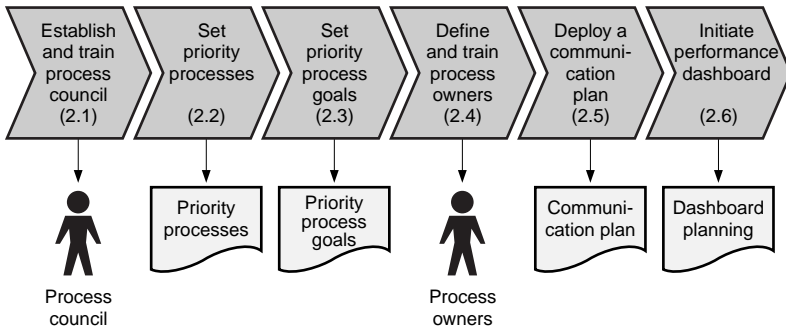 Establish
and train
process
council
(2.1)
Set
priority
processes
(2.2)
Set
priority
process
goals
(2.3)
Define
and train
process
owners
(2.4)
Deploy a
communi-
cation
plan
(2.5)
Initiate
performance
dashboard
(2.6)
Process
council
Priority
processes
Priority
process
goals
Process
owners
Communi-
cation plan
Dashboard
planning